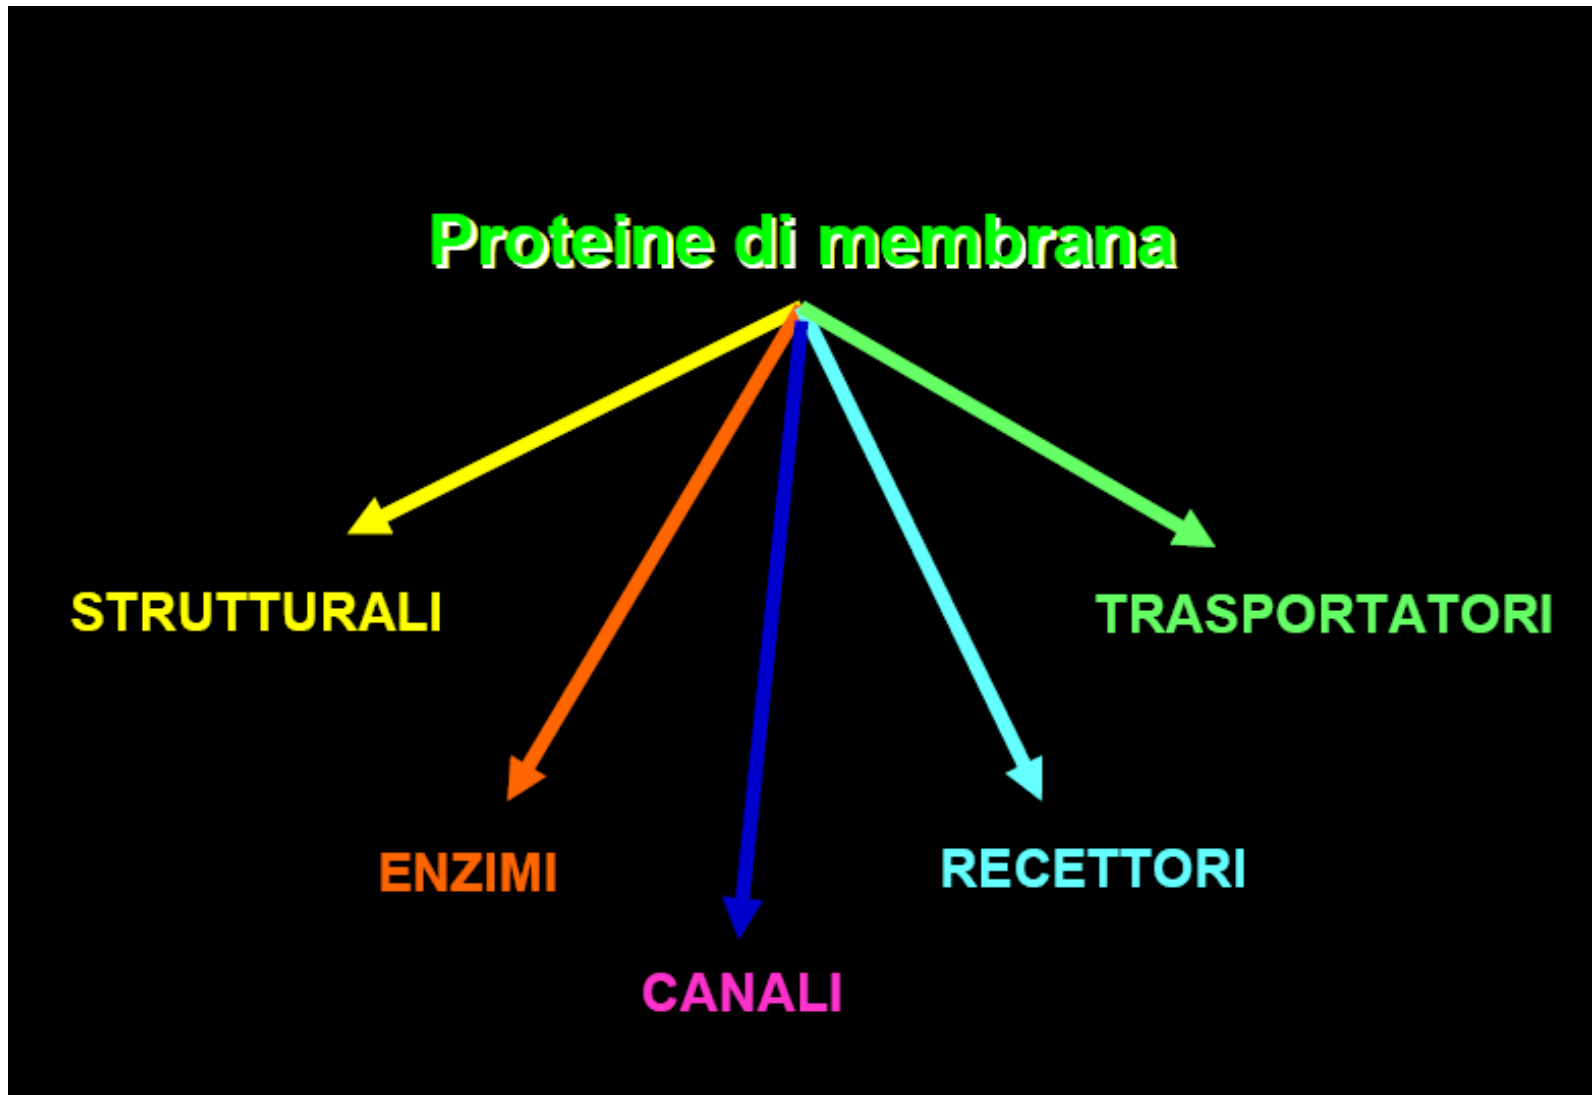 Proteine di membrana
STRUTTURALI
TRASPORTATORI
ENZIMI
RECETTORI
CANALI